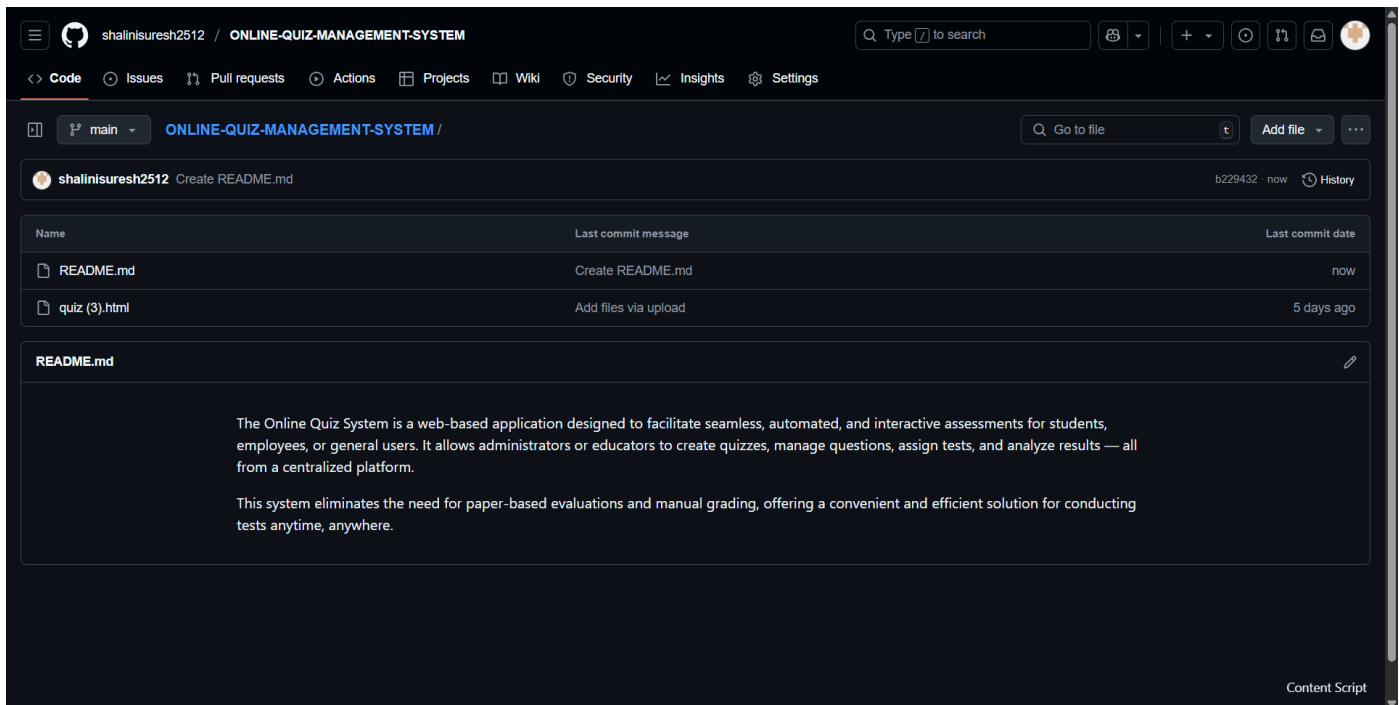 shalinisuresh2512 / ONLINE-QUIZ-MANAGEMENT-SYSTEM
Type / to search
Code Issues Pull requests Actions Projects Wiki Security Insights Settings
main ONLINE-QUIZ-MANAGEMENT-SYSTEM /
Go to file t Add file
shalinisuresh2512 Create README.md b229432 · now History
Name Last commit message Last commit date
README.md Create README.md now
quiz (3).html Add files via upload 5 days ago
README.md
The Online Quiz System is a web-based application designed to facilitate seamless, automated, and interactive assessments for students,
employees, or general users. It allows administrators or educators to create quizzes, manage questions, assign tests, and analyze results — all
from a centralized platform.
This system eliminates the need for paper-based evaluations and manual grading, offering a convenient and efficient solution for conducting
tests anytime, anywhere.
Content Script